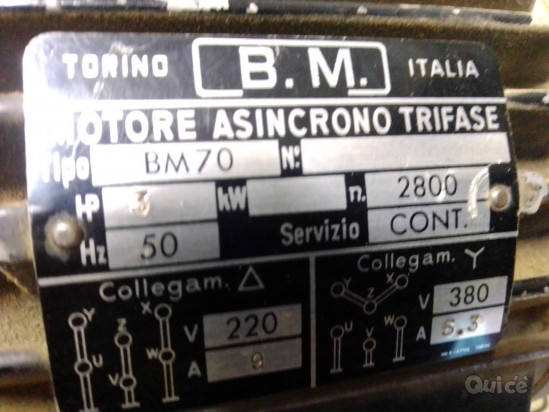 TORINO B.M. ITALIA
MOTORE ASINCRONO TRIFASE
Tipo BM70 N°:
HP 3 kW n. 2800
Hz 50 Servizio CONT.
Collegam. Δ
Y Z X
U V W
V 220
A 9
Collegam. Y
Y Z X
U V W
V 380
A 5.3
Quicè